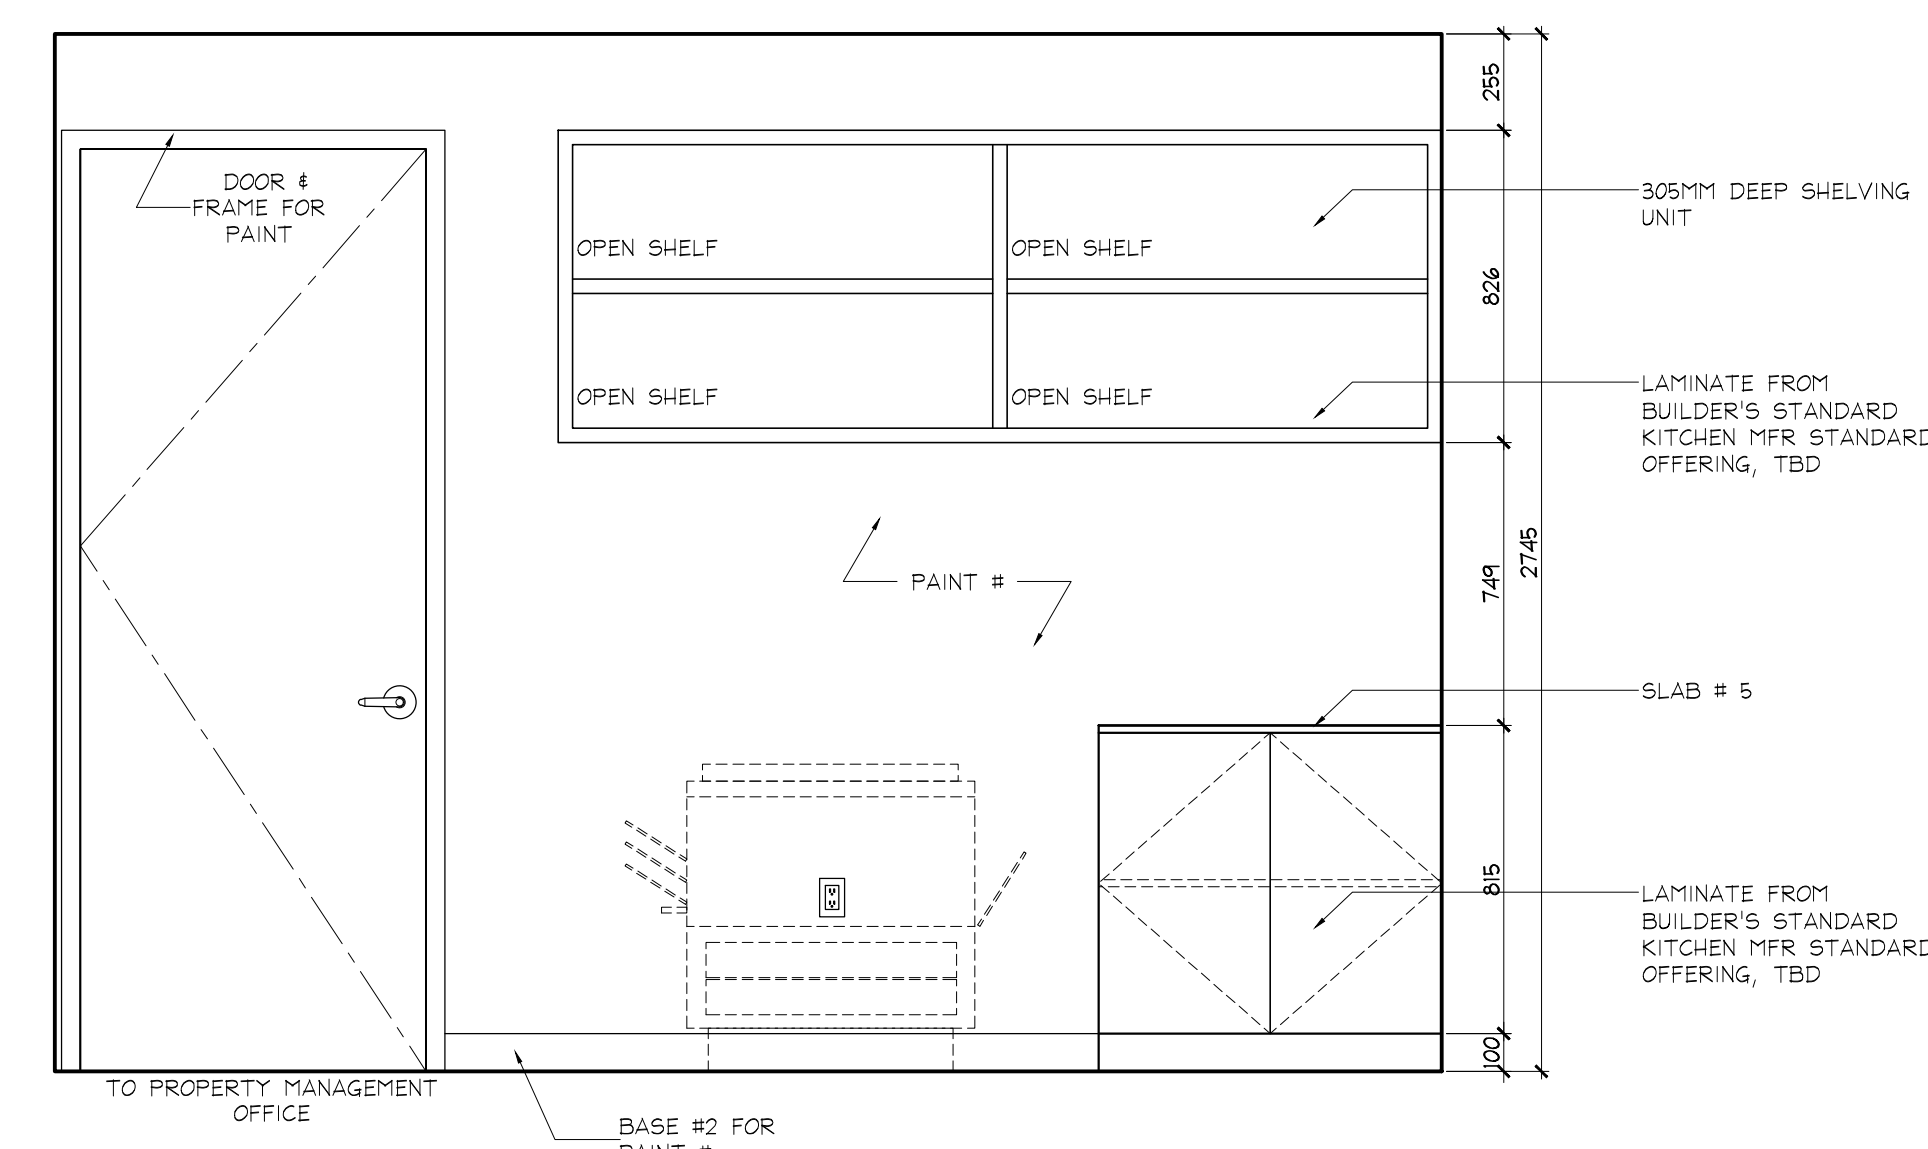 255
DOOR &
FRAME FOR
PAINT
305MM DEEP SHELVING
UNIT
OPEN SHELF
OPEN SHELF
826
OPEN SHELF
OPEN SHELF
LAMINATE FROM
BUILDER'S STANDARD
KITCHEN MFR STANDARD
OFFERING, TBD
PAINT #
749
2745
SLAB # 5
815
LAMINATE FROM
BUILDER'S STANDARD
KITCHEN MFR STANDARD
OFFERING, TBD
100
TO PROPERTY MANAGEMENT
OFFICE
BASE #2 FOR
PAINT #